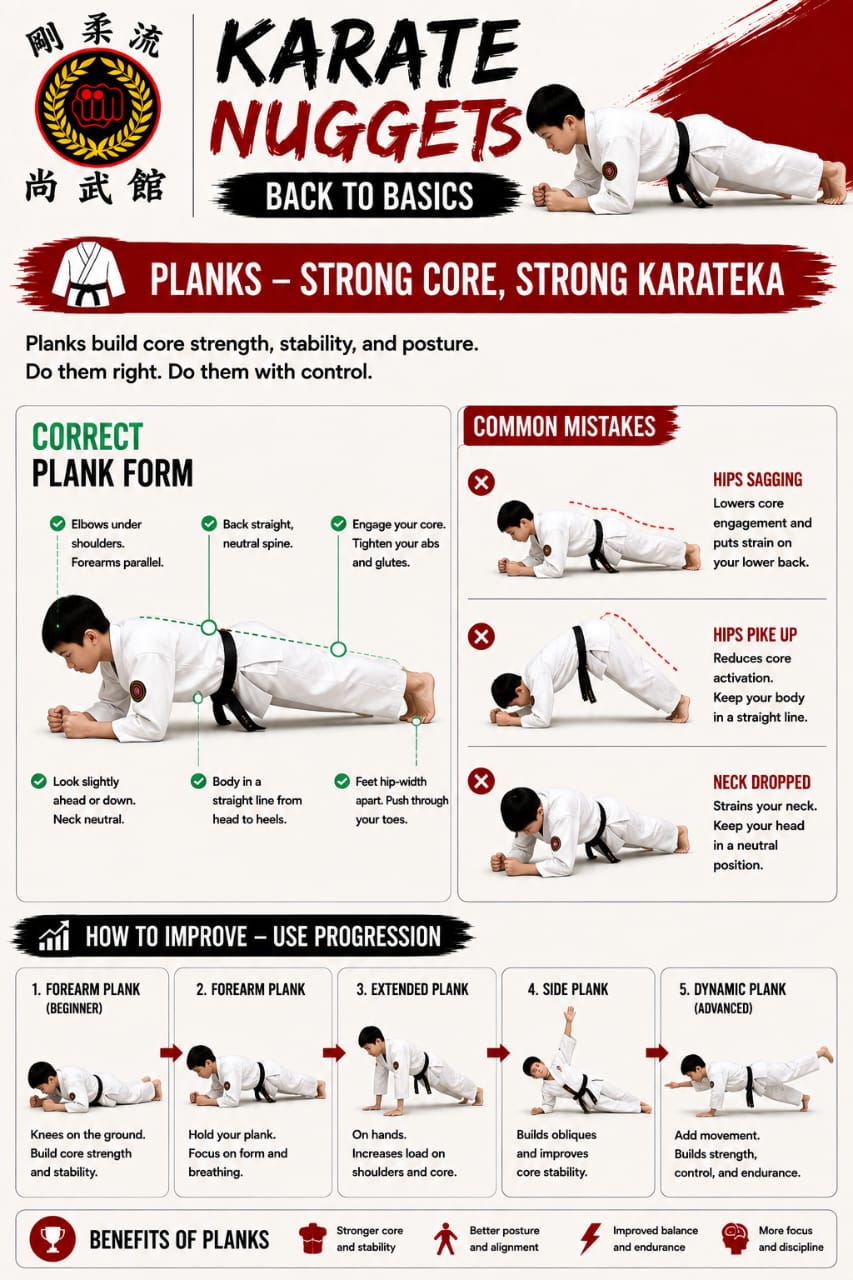 剛柔流
尚武館
KARATE
NUGGETS
BACK TO BASICS
PLANKS – STRONG CORE, STRONG KARATEKA
Planks build core strength, stability, and posture.
Do them right. Do them with control.
CORRECT
PLANK FORM
Elbows under
shoulders.
Forearms parallel.
Back straight,
neutral spine.
Engage your core.
Tighten your abs
and glutes.
Look slightly
ahead or down.
Neck neutral.
Body in a
straight line from
head to heels.
Feet hip-width
apart. Push through
your toes.
COMMON MISTAKES
HIPS SAGGING
Lowers core
engagement and
puts strain on
your lower back.
HIPS PIKE UP
Reduces core
activation.
Keep your body
in a straight line.
NECK DROPPED
Strains your neck.
Keep your head
in a neutral
position.
HOW TO IMPROVE – USE PROGRESSION
1. FOREARM PLANK
(BEGINNER)
Knees on the ground.
Build core strength
and stability.
2. FOREARM PLANK
Hold your plank.
Focus on form and
breathing.
3. EXTENDED PLANK
On hands.
Increases load on
shoulders and core.
4. SIDE PLANK
Builds obliques
and improves
core stability.
5. DYNAMIC PLANK
(ADVANCED)
Add movement.
Builds strength,
control, and endurance.
BENEFITS OF PLANKS
Stronger core
and stability
Better posture
and alignment
Improved balance
and endurance
More focus
and discipline